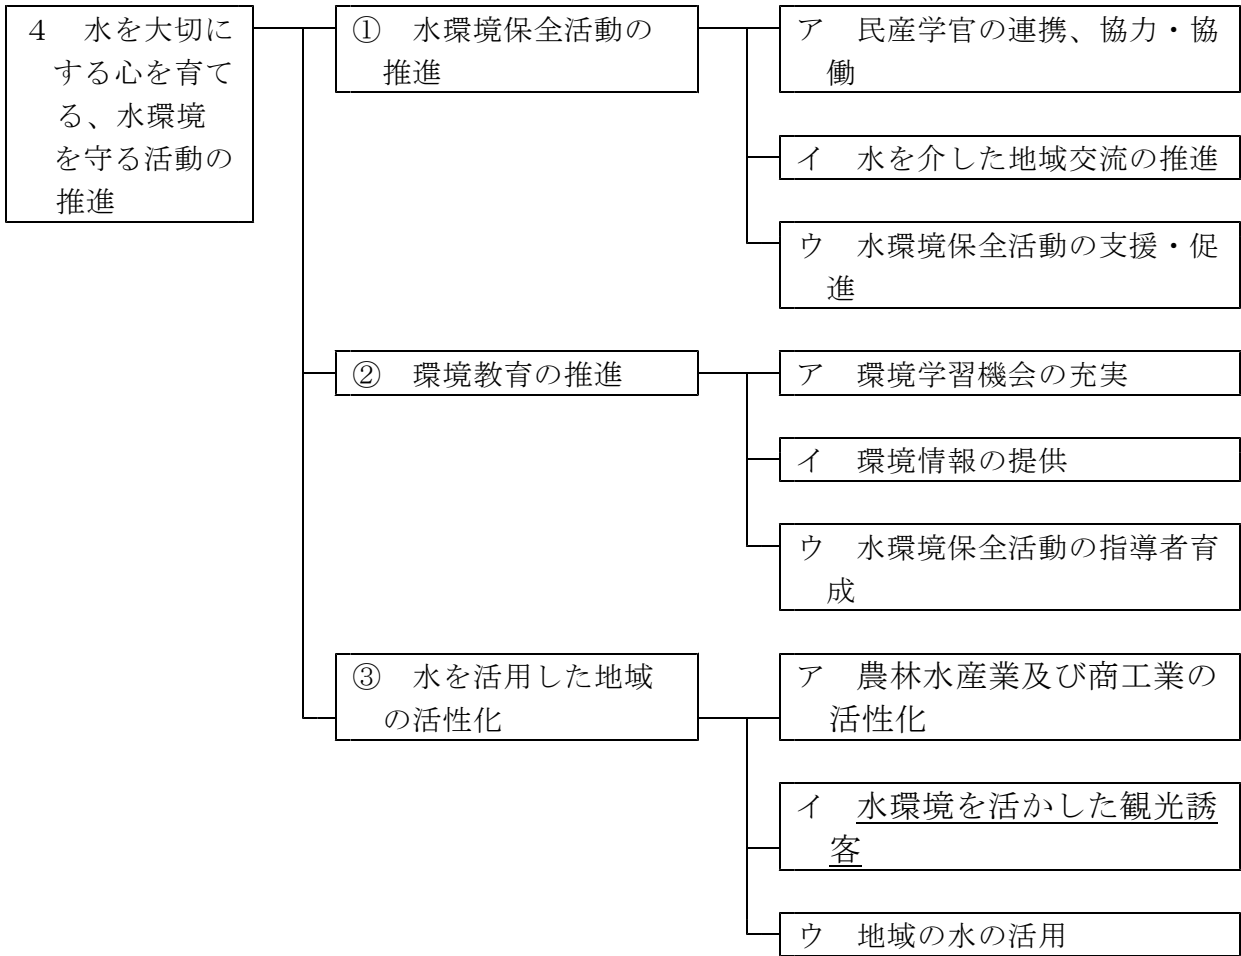 4　水を大切に
する心を育て
る、水環境
を守る活動の
推進
①　水環境保全活動の
推進
ア　民産学官の連携、協力・協
働
イ　水を介した地域交流の推進
ウ　水環境保全活動の支援・促
進
②　環境教育の推進
ア　環境学習機会の充実
イ　環境情報の提供
ウ　水環境保全活動の指導者育
成
③　水を活用した地域
の活性化
ア　農林水産業及び商工業の
活性化
イ　水環境を活かした観光誘
客
ウ　地域の水の活用